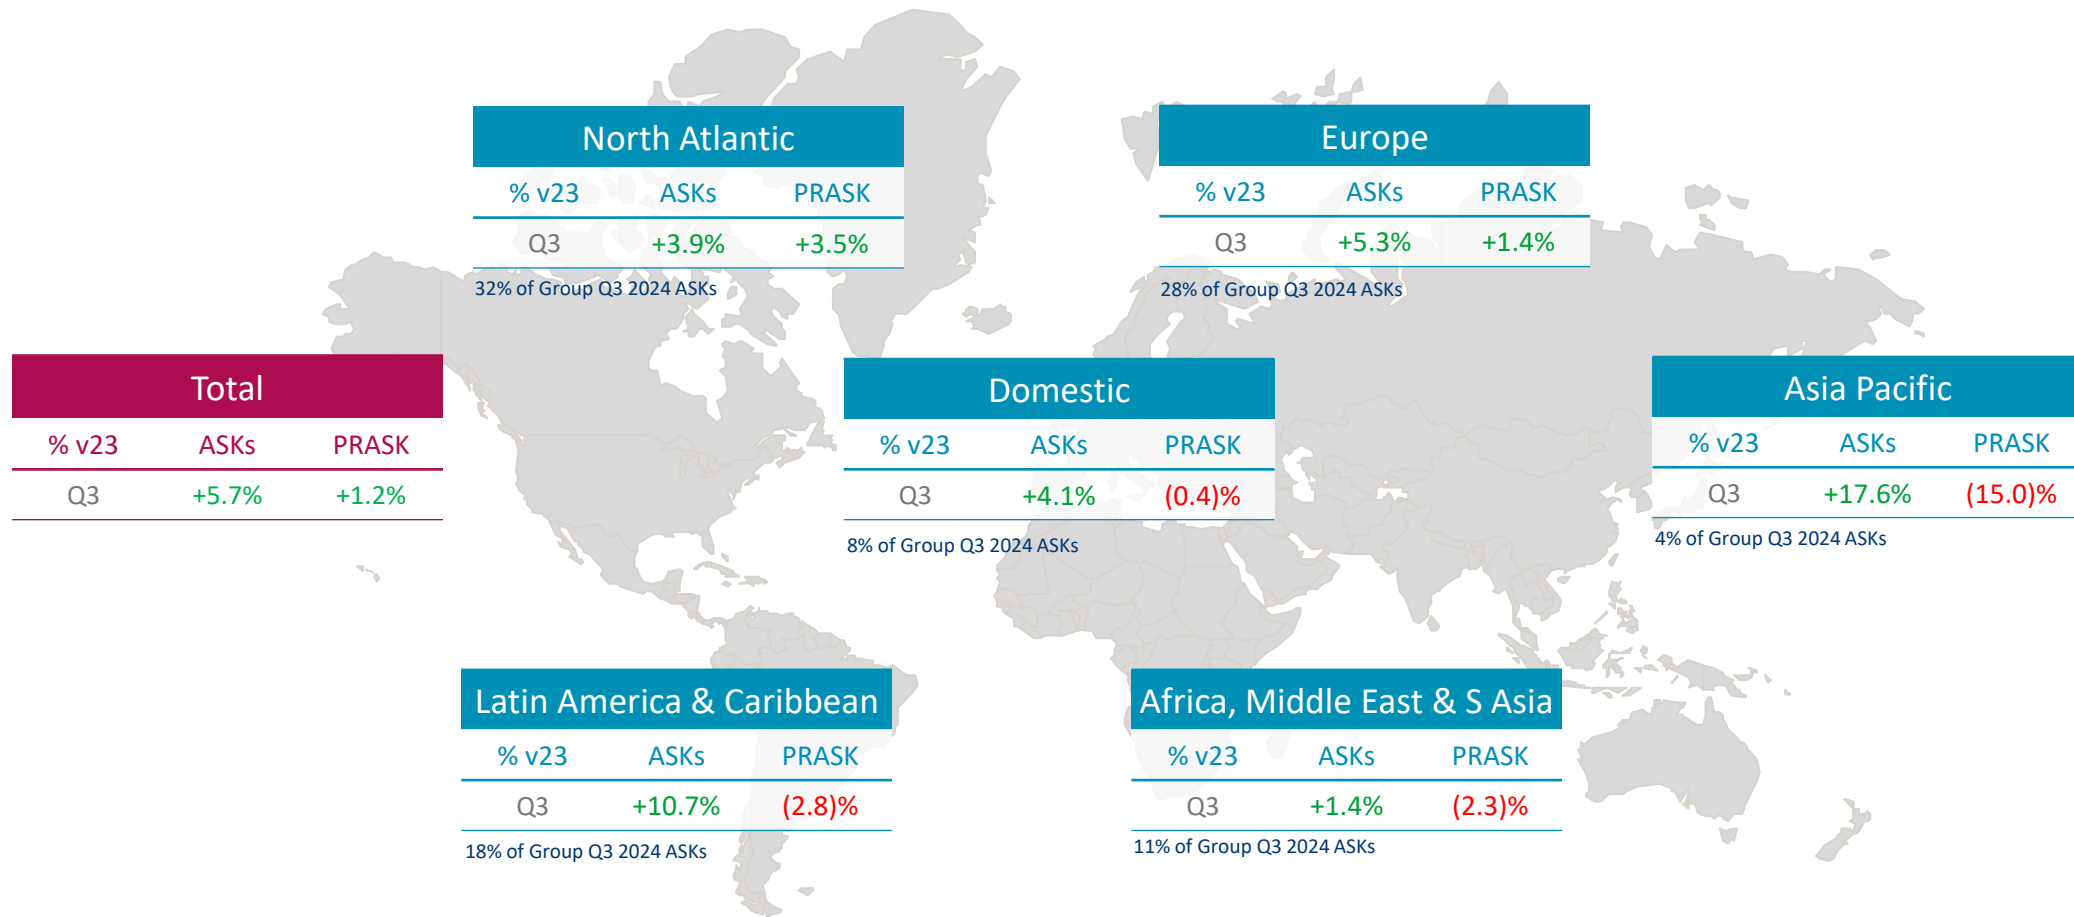 North Atlantic
% v23 ASKs PRASK
Q3 +3.9% +3.5%
32% of Group Q3 2024 ASKs
Europe
% v23 ASKs PRASK
Q3 +5.3% +1.4%
28% of Group Q3 2024 ASKs
Total
% v23 ASKs PRASK
Q3 +5.7% +1.2%
Domestic
% v23 ASKs PRASK
Q3 +4.1% (0.4)%
8% of Group Q3 2024 ASKs
Asia Pacific
% v23 ASKs PRASK
Q3 +17.6% (15.0)%
4% of Group Q3 2024 ASKs
Latin America & Caribbean
% v23 ASKs PRASK
Q3 +10.7% (2.8)%
18% of Group Q3 2024 ASKs
Africa, Middle East & S Asia
% v23 ASKs PRASK
Q3 +1.4% (2.3)%
11% of Group Q3 2024 ASKs